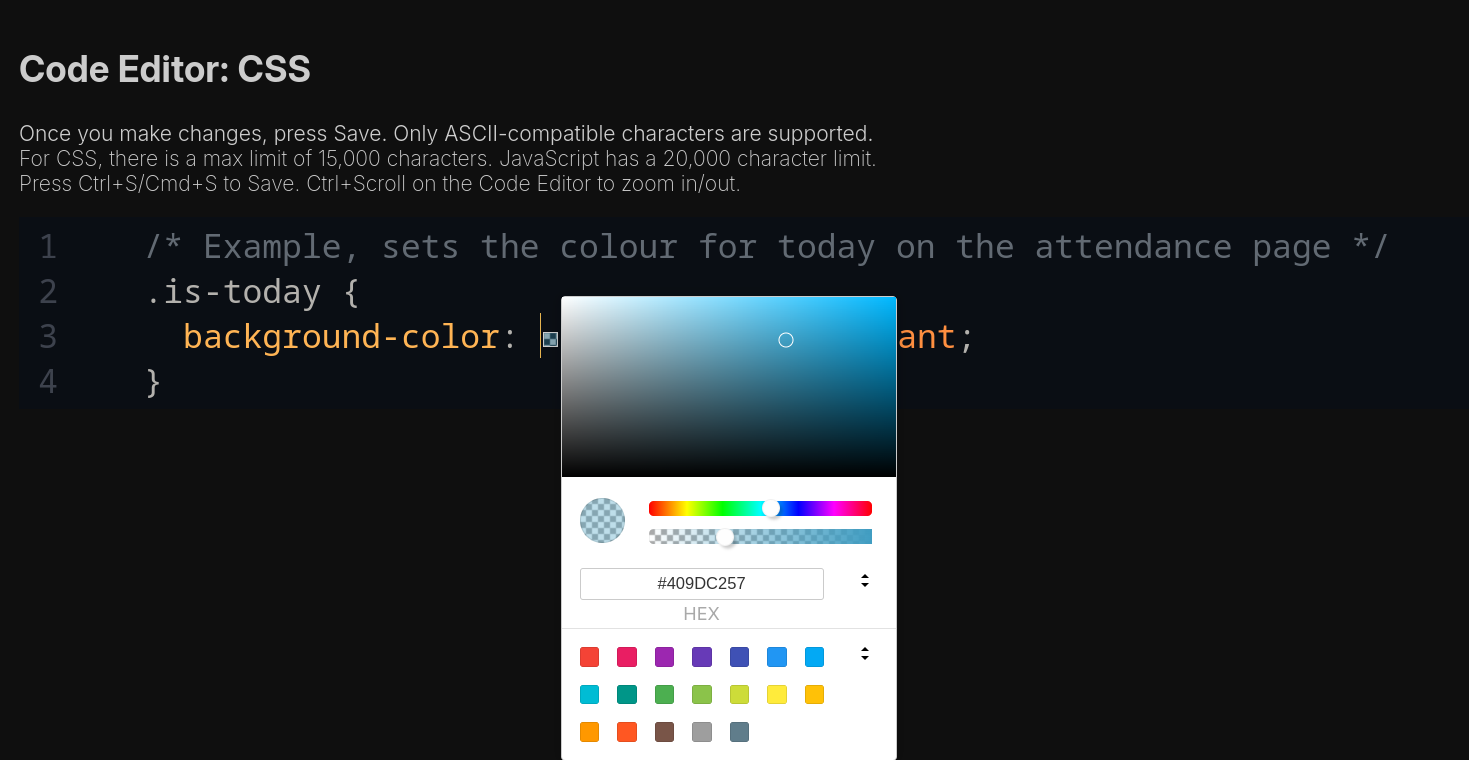 Code Editor: CSS
Once you make changes, press Save. Only ASCII-compatible characters are supported.
For CSS, there is a max limit of 15,000 characters. JavaScript has a 20,000 character limit.
Press Ctrl+S/Cmd+S to Save. Ctrl+Scroll on the Code Editor to zoom in/out.
1 /* Example, sets the colour for today on the attendance page */
2 .is-today {
3 background-color: ant;
4 }
#409DC257
HEX